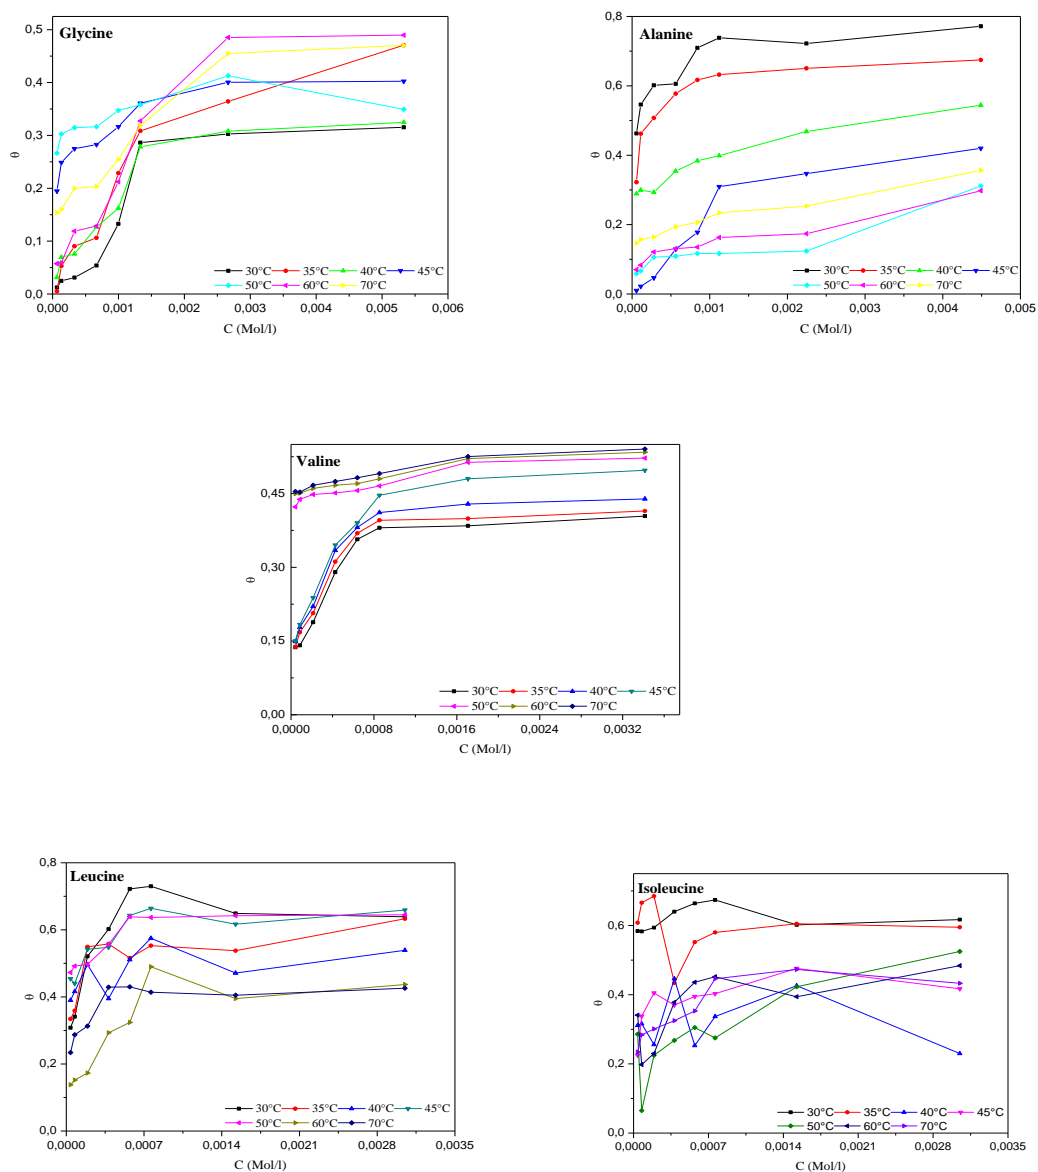 Glycine
0,5
0,4
0,3
0,2
0,1
0,0
θ
30°C 35°C 40°C 45°C
50°C 60°C 70°C
0,000 0,001 0,002 0,003 0,004 0,005 0,006
C (Mol/l)
Alanine
0,8
0,6
0,4
0,2
0,0
θ
30°C 35°C 40°C 45°C
50°C 60°C 70°C
0,000 0,001 0,002 0,003 0,004 0,005
C (Mol/l)
Valine
0,45
0,30
0,15
0,00
θ
30°C 35°C 40°C 45°C
50°C 60°C 70°C
0,0000 0,0008 0,0016 0,0024 0,0032
C (Mol/l)
Leucine
0,8
0,6
0,4
0,2
0,0
θ
30°C 35°C 40°C 45°C
50°C 60°C 70°C
0,0000 0,0007 0,0014 0,0021 0,0028 0,0035
C (Mol/l)
Isoleucine
0,6
0,4
0,2
0,0
θ
30°C 35°C 40°C 45°C
50°C 60°C 70°C
0,0000 0,0007 0,0014 0,0021 0,0028 0,0035
C (Mol/l)